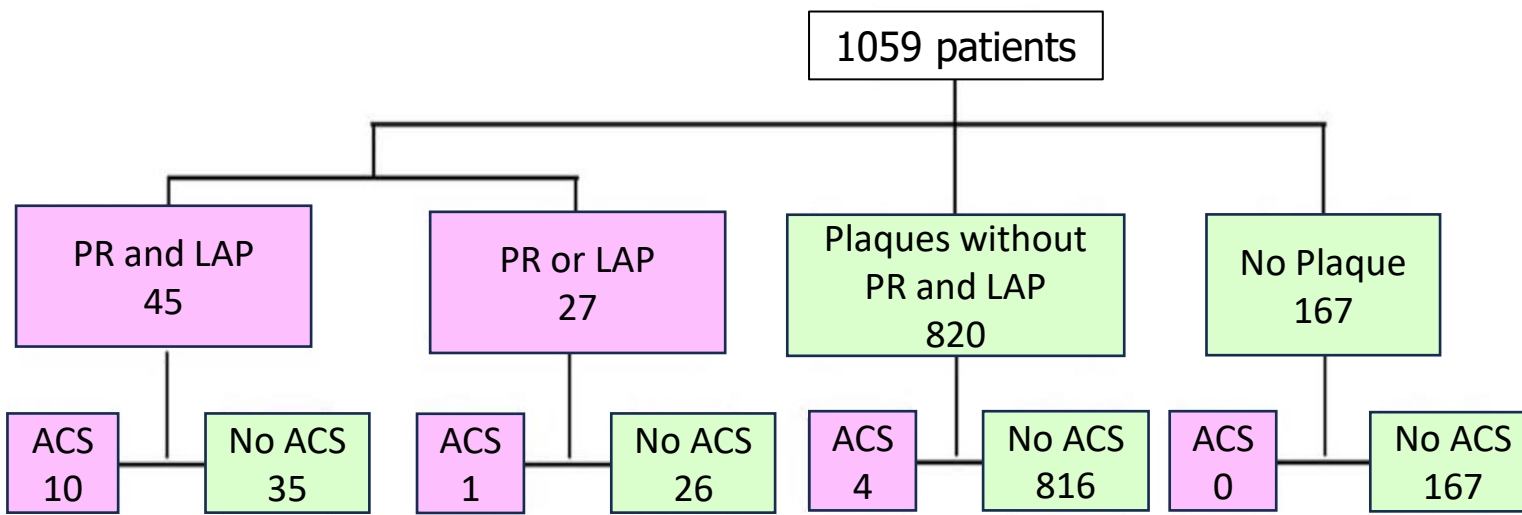 1059 patients
PR and LAP
45
PR or LAP
27
Plaques without
PR and LAP
820
No Plaque
167
ACS
10
No ACS
35
ACS
1
No ACS
26
ACS
4
No ACS
816
ACS
0
No ACS
167